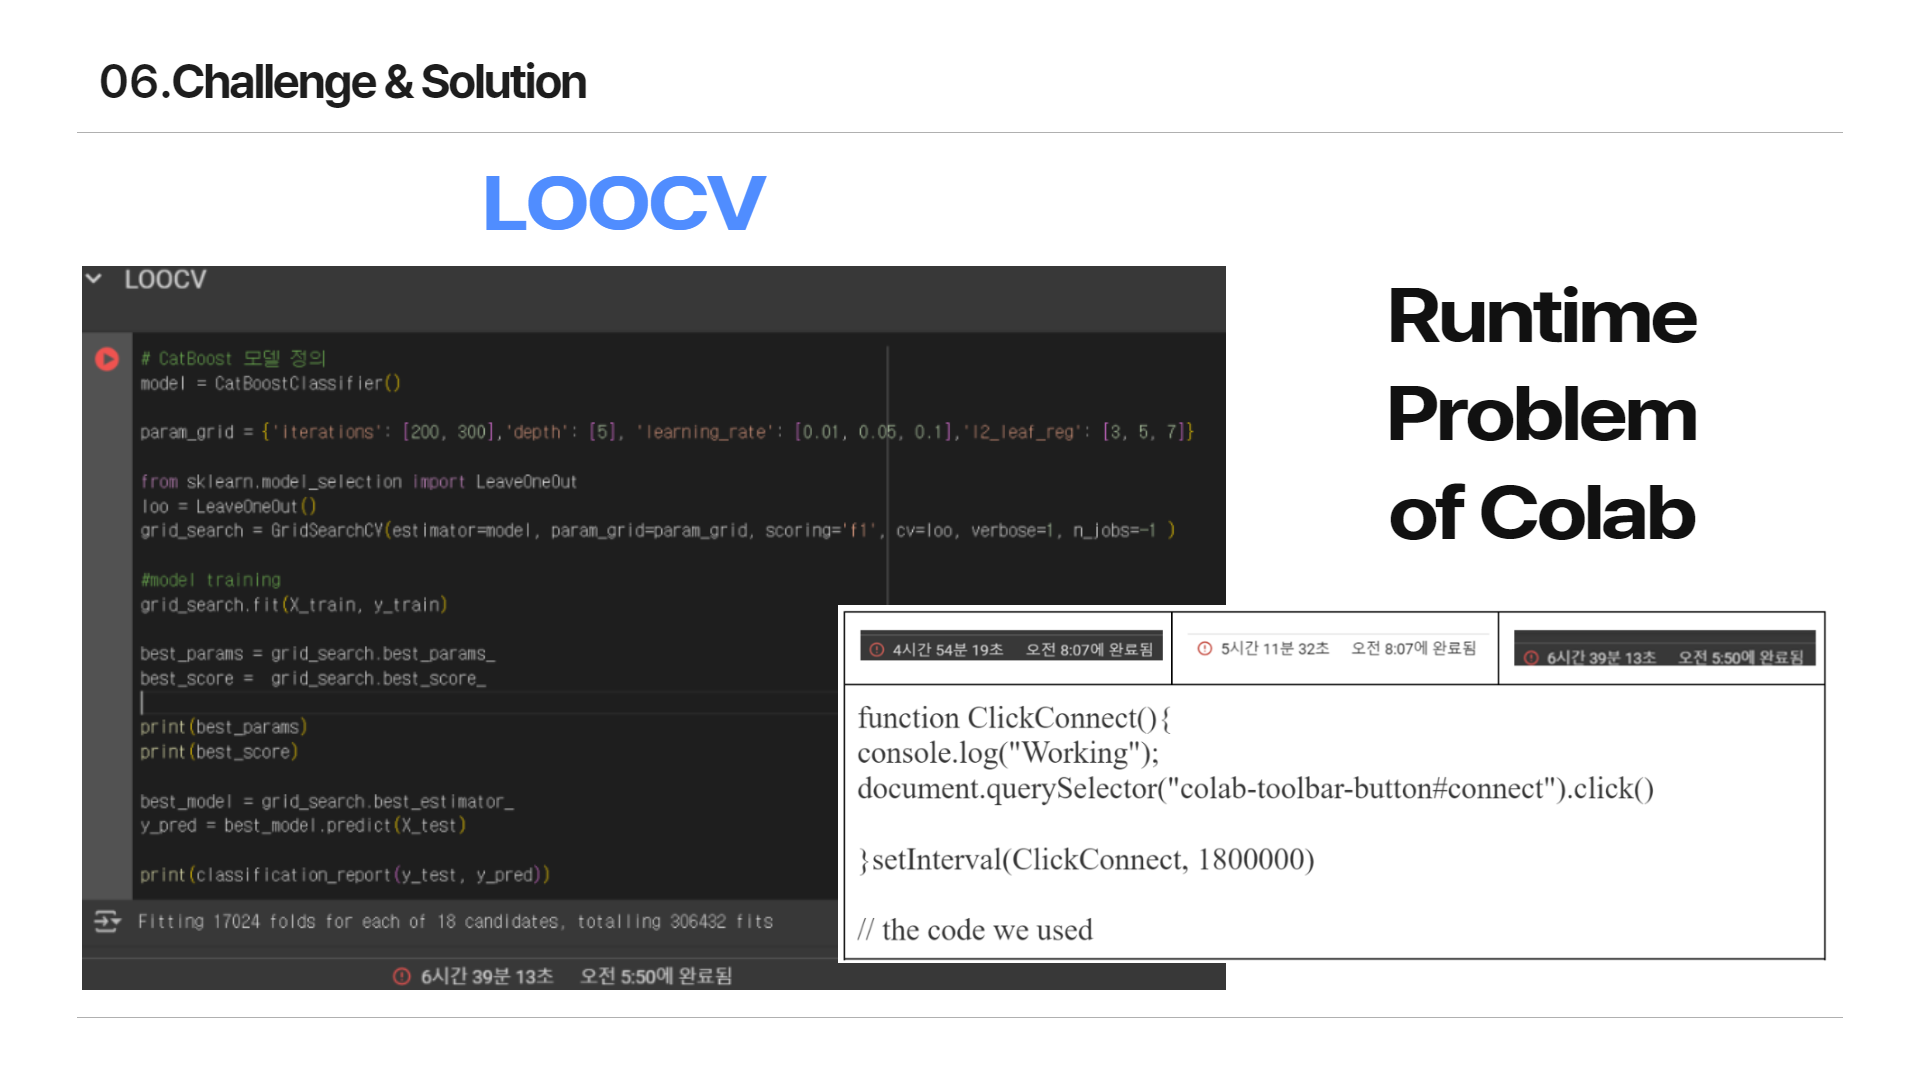 06.Challenge & Solution
LOOCV
LOOCV
# CatBoost 모델 정의
model = CatBoostClassifier()
param_grid = {'iterations': [200, 300],'depth': [5], 'learning_rate': [0.01, 0.05, 0.1],'l2_leaf_reg': [3, 5, 7]}
from sklearn.model_selection import LeaveOneOut
loo = LeaveOneOut()
grid_search = GridSearchCV(estimator=model, param_grid=param_grid, scoring='f1', cv=loo, verbose=1, n_jobs=-1 )
#model training
grid_search.fit(X_train, y_train)
best_params = grid_search.best_params_
best_score =  grid_search.best_score_
print(best_params)
print(best_score)
best_model = grid_search.best_estimator_
y_pred = best_model.predict(X_test)
print(classification_report(y_test, y_pred))
Fitting 17024 folds for each of 18 candidates, totalling 306432 fits
6시간 39분 13초 오전 5:50에 완료됨
Runtime
Problem
of Colab
4시간 54분 19초 오전 8:07에 완료됨
5시간 11분 32초 오전 8:07에 완료됨
6시간 39분 13초 오전 5:50에 완료됨
function ClickConnect(){
console.log("Working");
document.querySelector("colab-toolbar-button#connect").click()
}setInterval(ClickConnect, 1800000)
// the code we used